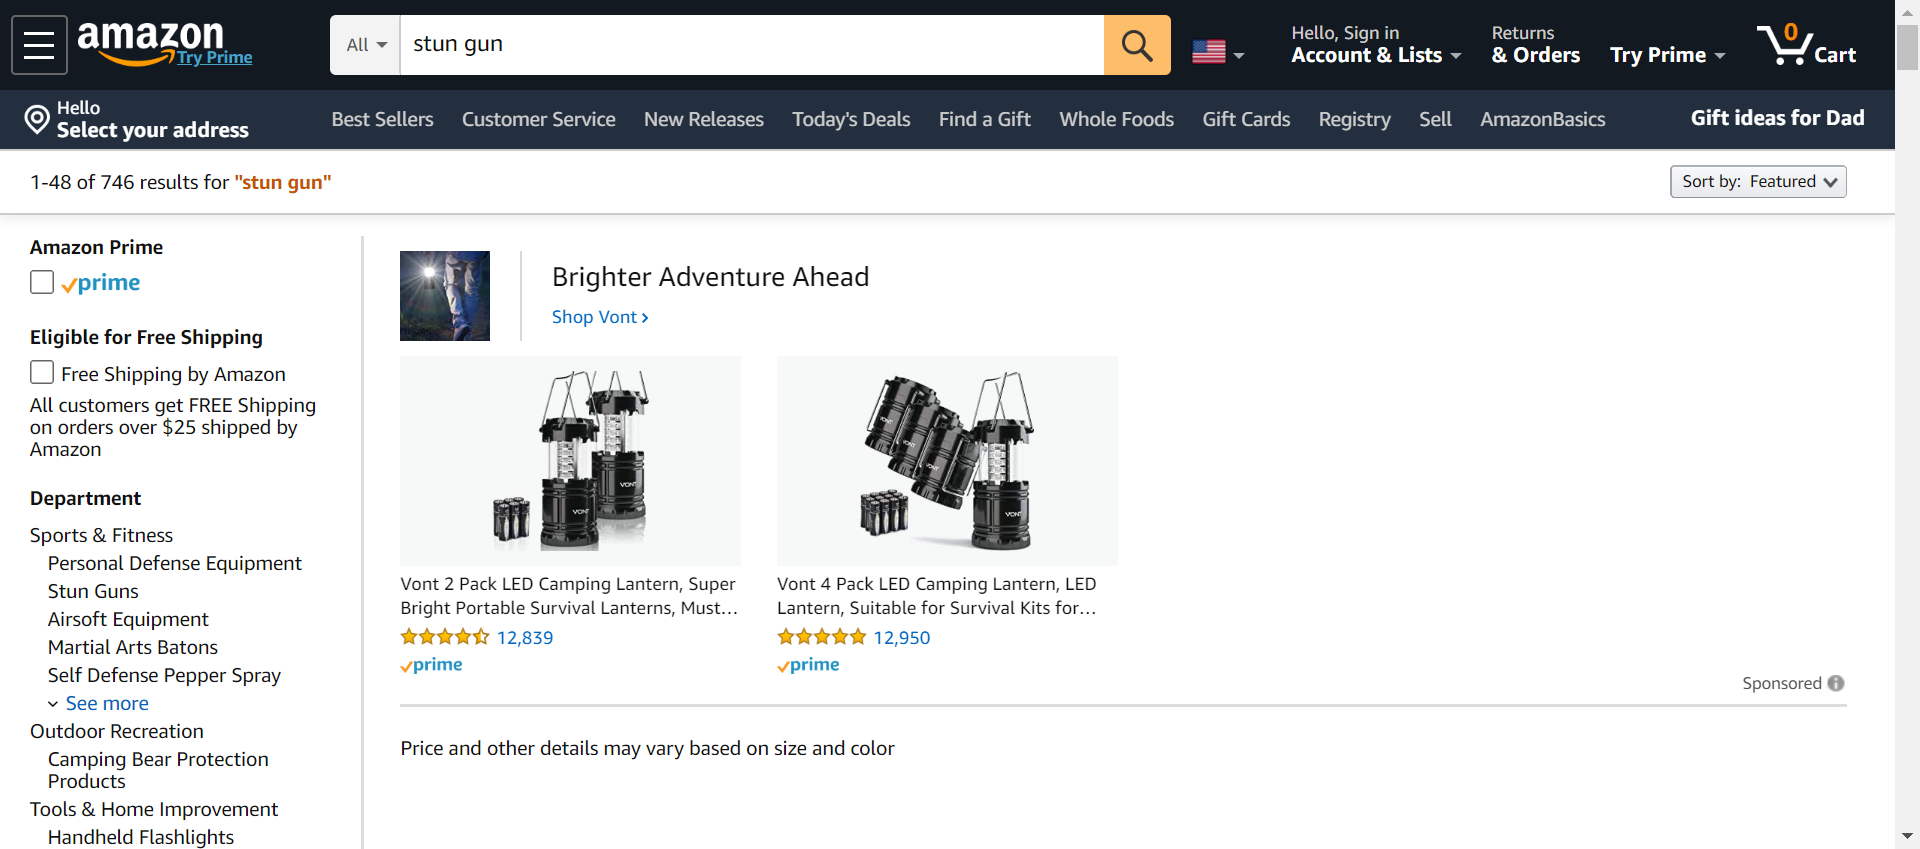 amazon
Try Prime
All
stun gun
Hello, Sign in
Account & Lists
Returns
& Orders
Try Prime
0
Cart
Hello
Select your address
Best Sellers
Customer Service
New Releases
Today's Deals
Find a Gift
Whole Foods
Gift Cards
Registry
Sell
AmazonBasics
Gift ideas for Dad
1-48 of 746 results for "stun gun"
Sort by: Featured
Amazon Prime
prime
Eligible for Free Shipping
Free Shipping by Amazon
All customers get FREE Shipping
on orders over $25 shipped by
Amazon
Department
Sports & Fitness
Personal Defense Equipment
Stun Guns
Airsoft Equipment
Martial Arts Batons
Self Defense Pepper Spray
See more
Outdoor Recreation
Camping Bear Protection
Products
Tools & Home Improvement
Handheld Flashlights
Brighter Adventure Ahead
Shop Vont ›
VONT
VONT
Vont 2 Pack LED Camping Lantern, Super
Bright Portable Survival Lanterns, Must…
12,839
prime
VONT
VONT
VONT
VONT
Vont 4 Pack LED Camping Lantern, LED
Lantern, Suitable for Survival Kits for…
12,950
prime
Sponsored
Price and other details may vary based on size and color